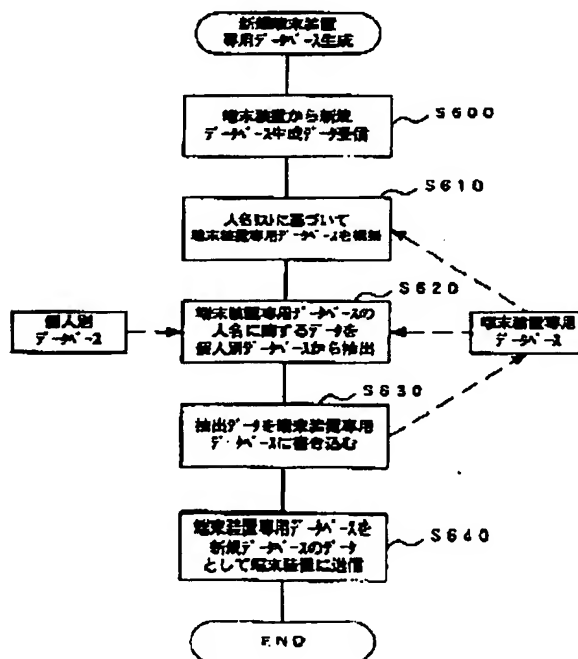 新規端末装置
専用データベース生成
端末装置から新規
データベース生成データ受信
S600
人名リストに基づいて
端末装置専用データベースを構築
S610
端末装置専用データベースの
人名に関するデータを
個人別データベースから抽出
S620
個人別
データベース
端末装置専用
データベース
抽出データを端末装置専用
データベースに書き込む
S630
端末装置専用データベースを
新規データベースのデータ
として端末装置に送信
S640
END